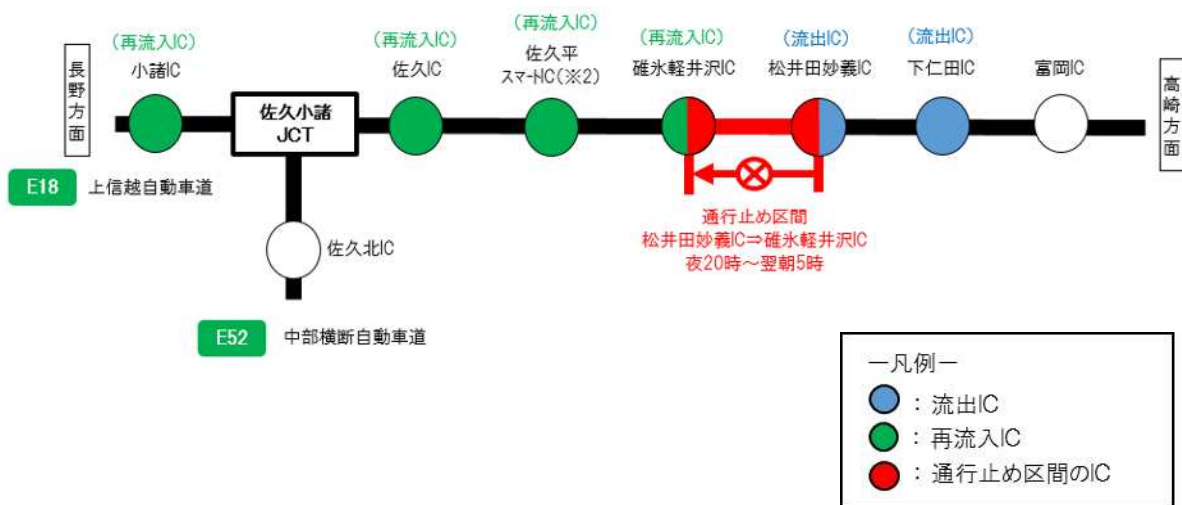 （再流入IC）
小諸IC
（再流入IC）
佐久IC
（再流入IC）
佐久平
スマートIC(※2)
（再流入IC）
碓氷軽井沢IC
（流出IC）
松井田妙義IC
（流出IC）
下仁田IC
富岡IC
長野方面
高崎方面
佐久小諸
JCT
E18 上信越自動車道
佐久北IC
E52 中部横断自動車道
通行止め区間
松井田妙義IC⇒碓氷軽井沢IC
夜20時～翌朝5時
－凡例－
：流出IC
：再流入IC
：通行止め区間のIC